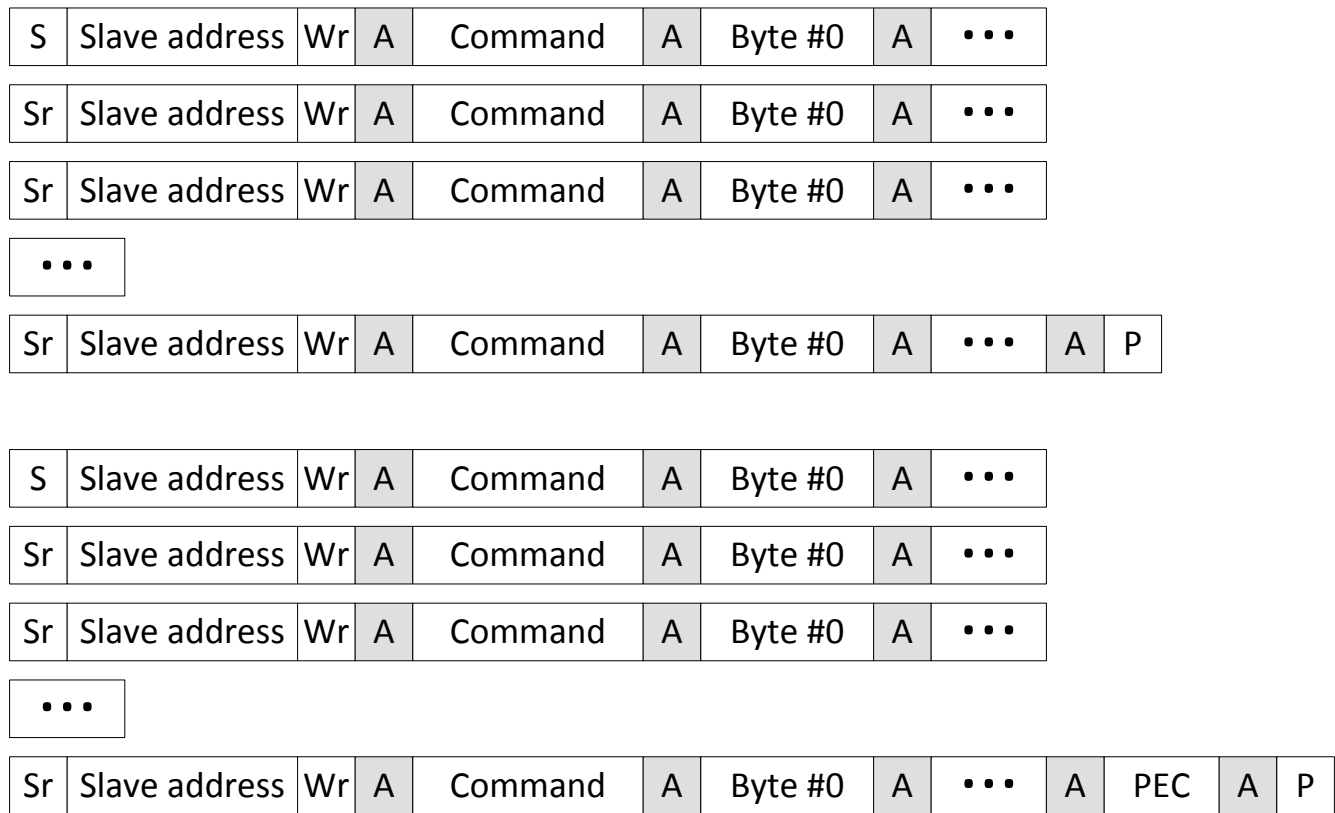 S Slave address Wr A Command A Byte #0 A •••
Sr Slave address Wr A Command A Byte #0 A •••
Sr Slave address Wr A Command A Byte #0 A •••
•••
Sr Slave address Wr A Command A Byte #0 A ••• A P
S Slave address Wr A Command A Byte #0 A •••
Sr Slave address Wr A Command A Byte #0 A •••
Sr Slave address Wr A Command A Byte #0 A •••
•••
Sr Slave address Wr A Command A Byte #0 A ••• A PEC A P